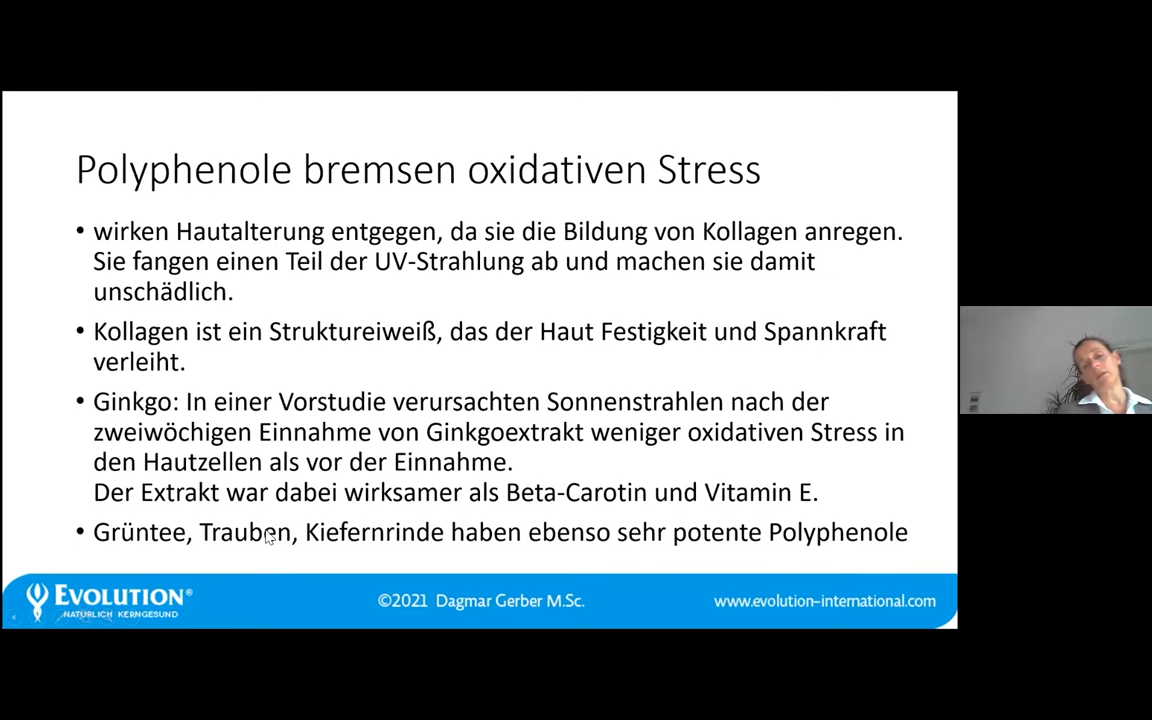 Polyphenole bremsen oxidativen Stress
• wirken Hautalterung entgegen, da sie die Bildung von Kollagen anregen.
Sie fangen einen Teil der UV-Strahlung ab und machen sie damit
unschädlich.
• Kollagen ist ein Struktureiweiß, das der Haut Festigkeit und Spannkraft
verleiht.
• Ginkgo: In einer Vorstudie verursachten Sonnenstrahlen nach der
zweiwöchigen Einnahme von Ginkgoextrakt weniger oxidativen Stress in
den Hautzellen als vor der Einnahme.
Der Extrakt war dabei wirksamer als Beta-Carotin und Vitamin E.
• Grüntee, Trauben, Kiefernrinde haben ebenso sehr potente Polyphenole
EVOLUTION®
NATÜRLICH KERNGESUND
©2021 Dagmar Gerber M.Sc.
www.evolution-international.com